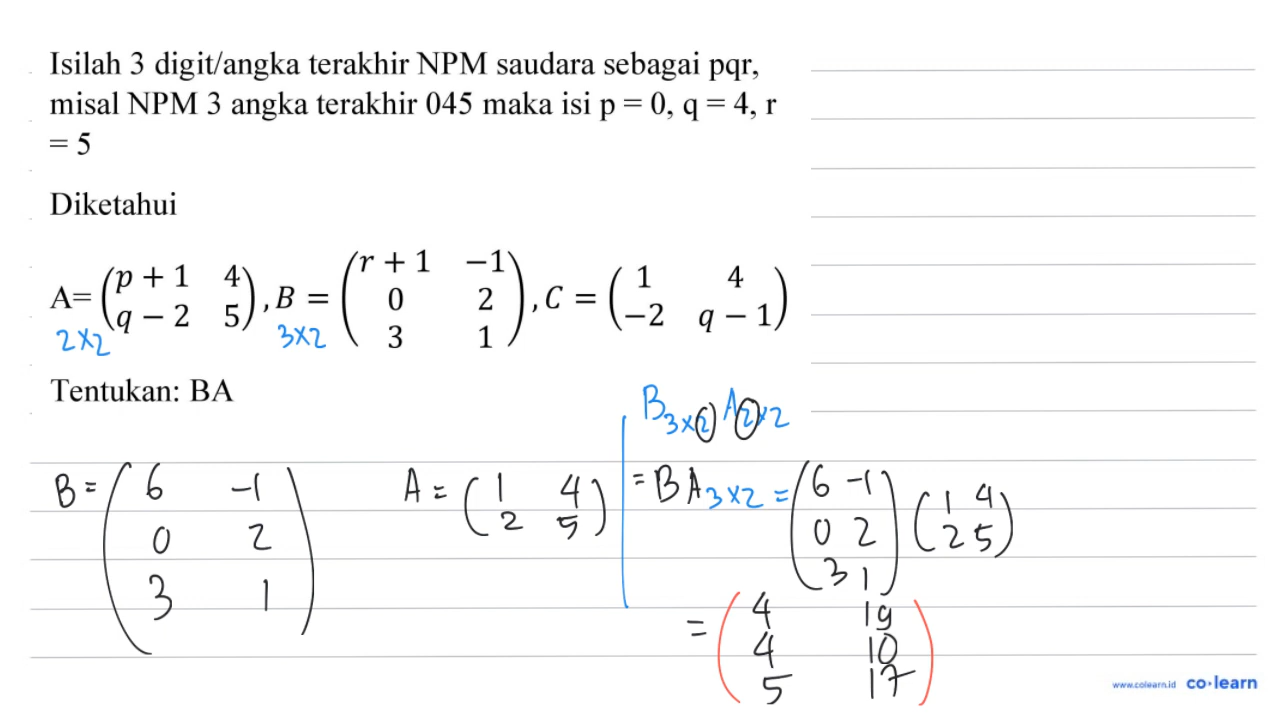 Isilah 3 digit/angka terakhir NPM saudara sebagai pqr,
misal NPM 3 angka terakhir 045 maka isi p = 0, q = 4, r
= 5
Diketahui
A= (p + 1 4
q − 2 5), B = (r + 1 −1
0 2
3 1), C = (1 4
−2 q − 1)
2×2
3×2
Tentukan: BA
B3×2 A2×2
B = (6 −1
0 2
3 1)
A = (1 4
2 5)
= BA3×2 = (6 −1
0 2
3 1) (1 4
2 5)
= (4 19
4 10
5 17)
www.colearn.id co·learn